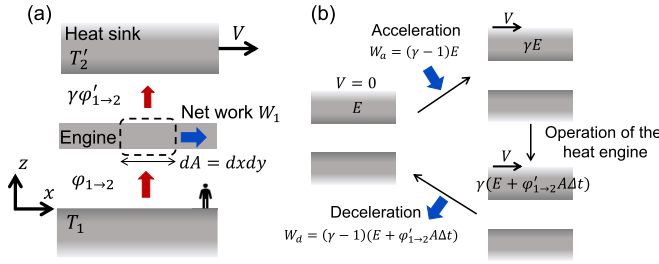 (a)
Heat sink
T′₂
V
γφ′₁→₂
Net work W₁
Engine
dA = dxdy
φ₁→₂
z
x
T₁
(b)
Acceleration
Wₐ = (γ − 1)E
V
γE
V = 0
E
Operation of the
heat engine
V
γ(E + φ′₁→₂AΔt)
Deceleration
W_d = (γ − 1)(E + φ′₁→₂AΔt)